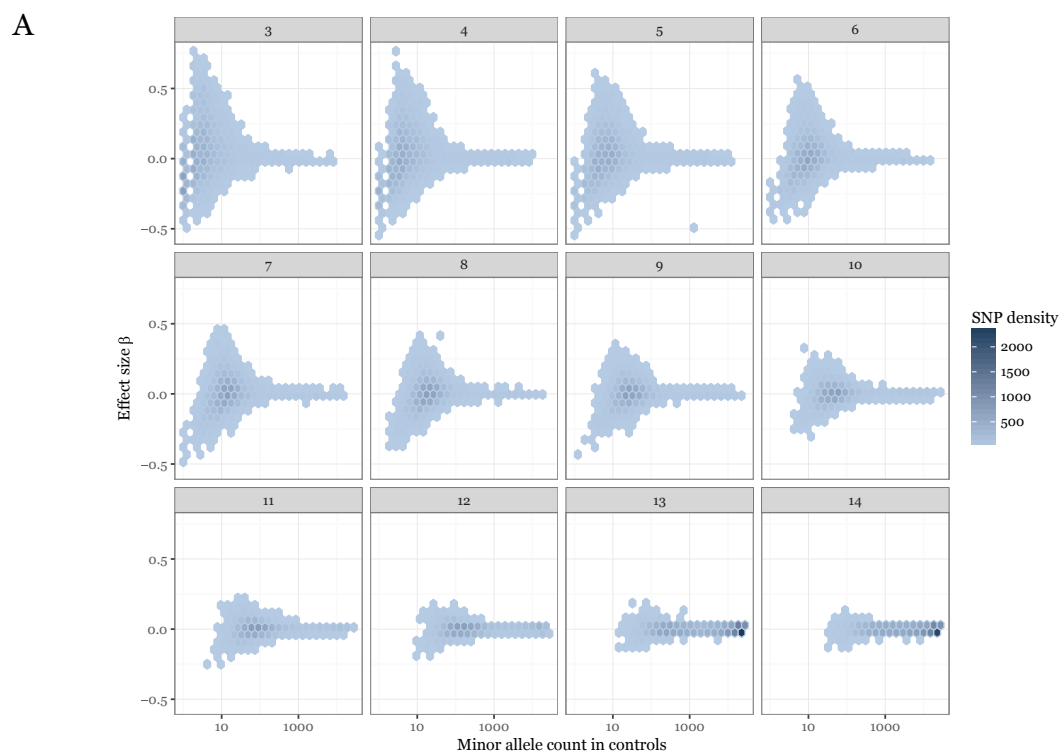 A
3 4 5 6
0.5
0.0
−0.5
7 8 9 10
0.5
0.0
−0.5
11 12 13 14
0.5
0.0
−0.5
10 1000 10 1000 10 1000 10 1000
Minor allele count in controls
Effect size β
SNP density
2000
1500
1000
500